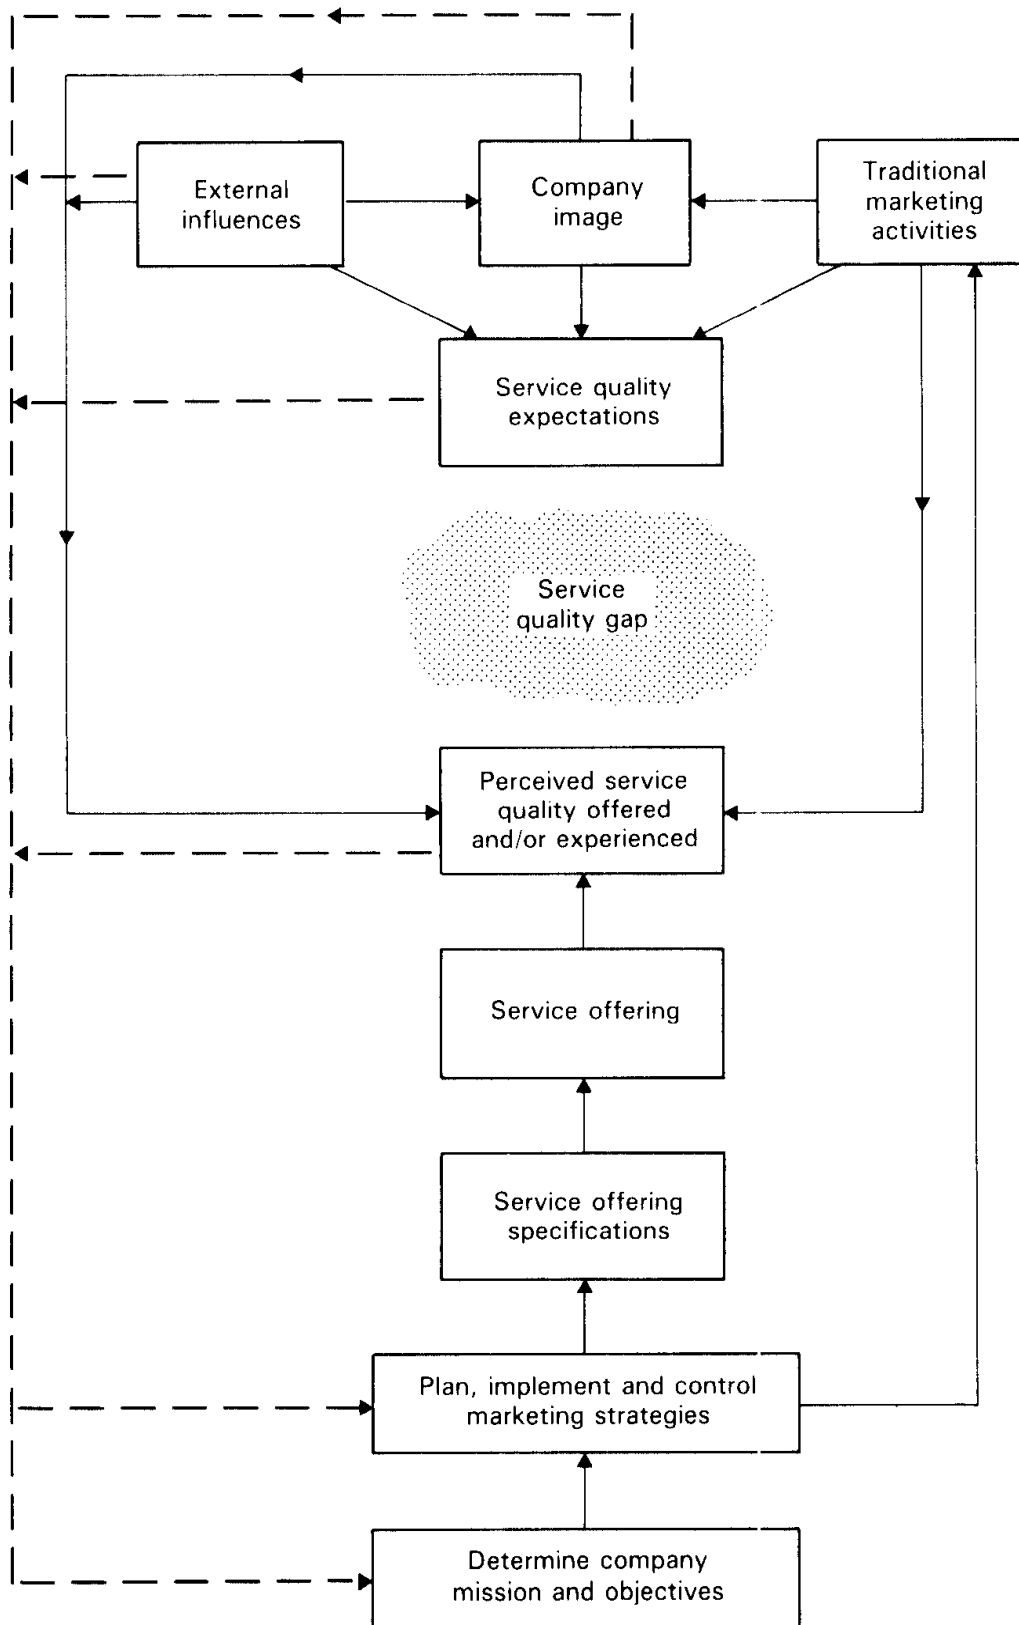 External
influences
Company
image
Traditional
marketing
activities
Service quality
expectations
Service
quality gap
Perceived service
quality offered
and/or experienced
Service offering
Service offering
specifications
Plan, implement and control
marketing strategies
Determine company
mission and objectives